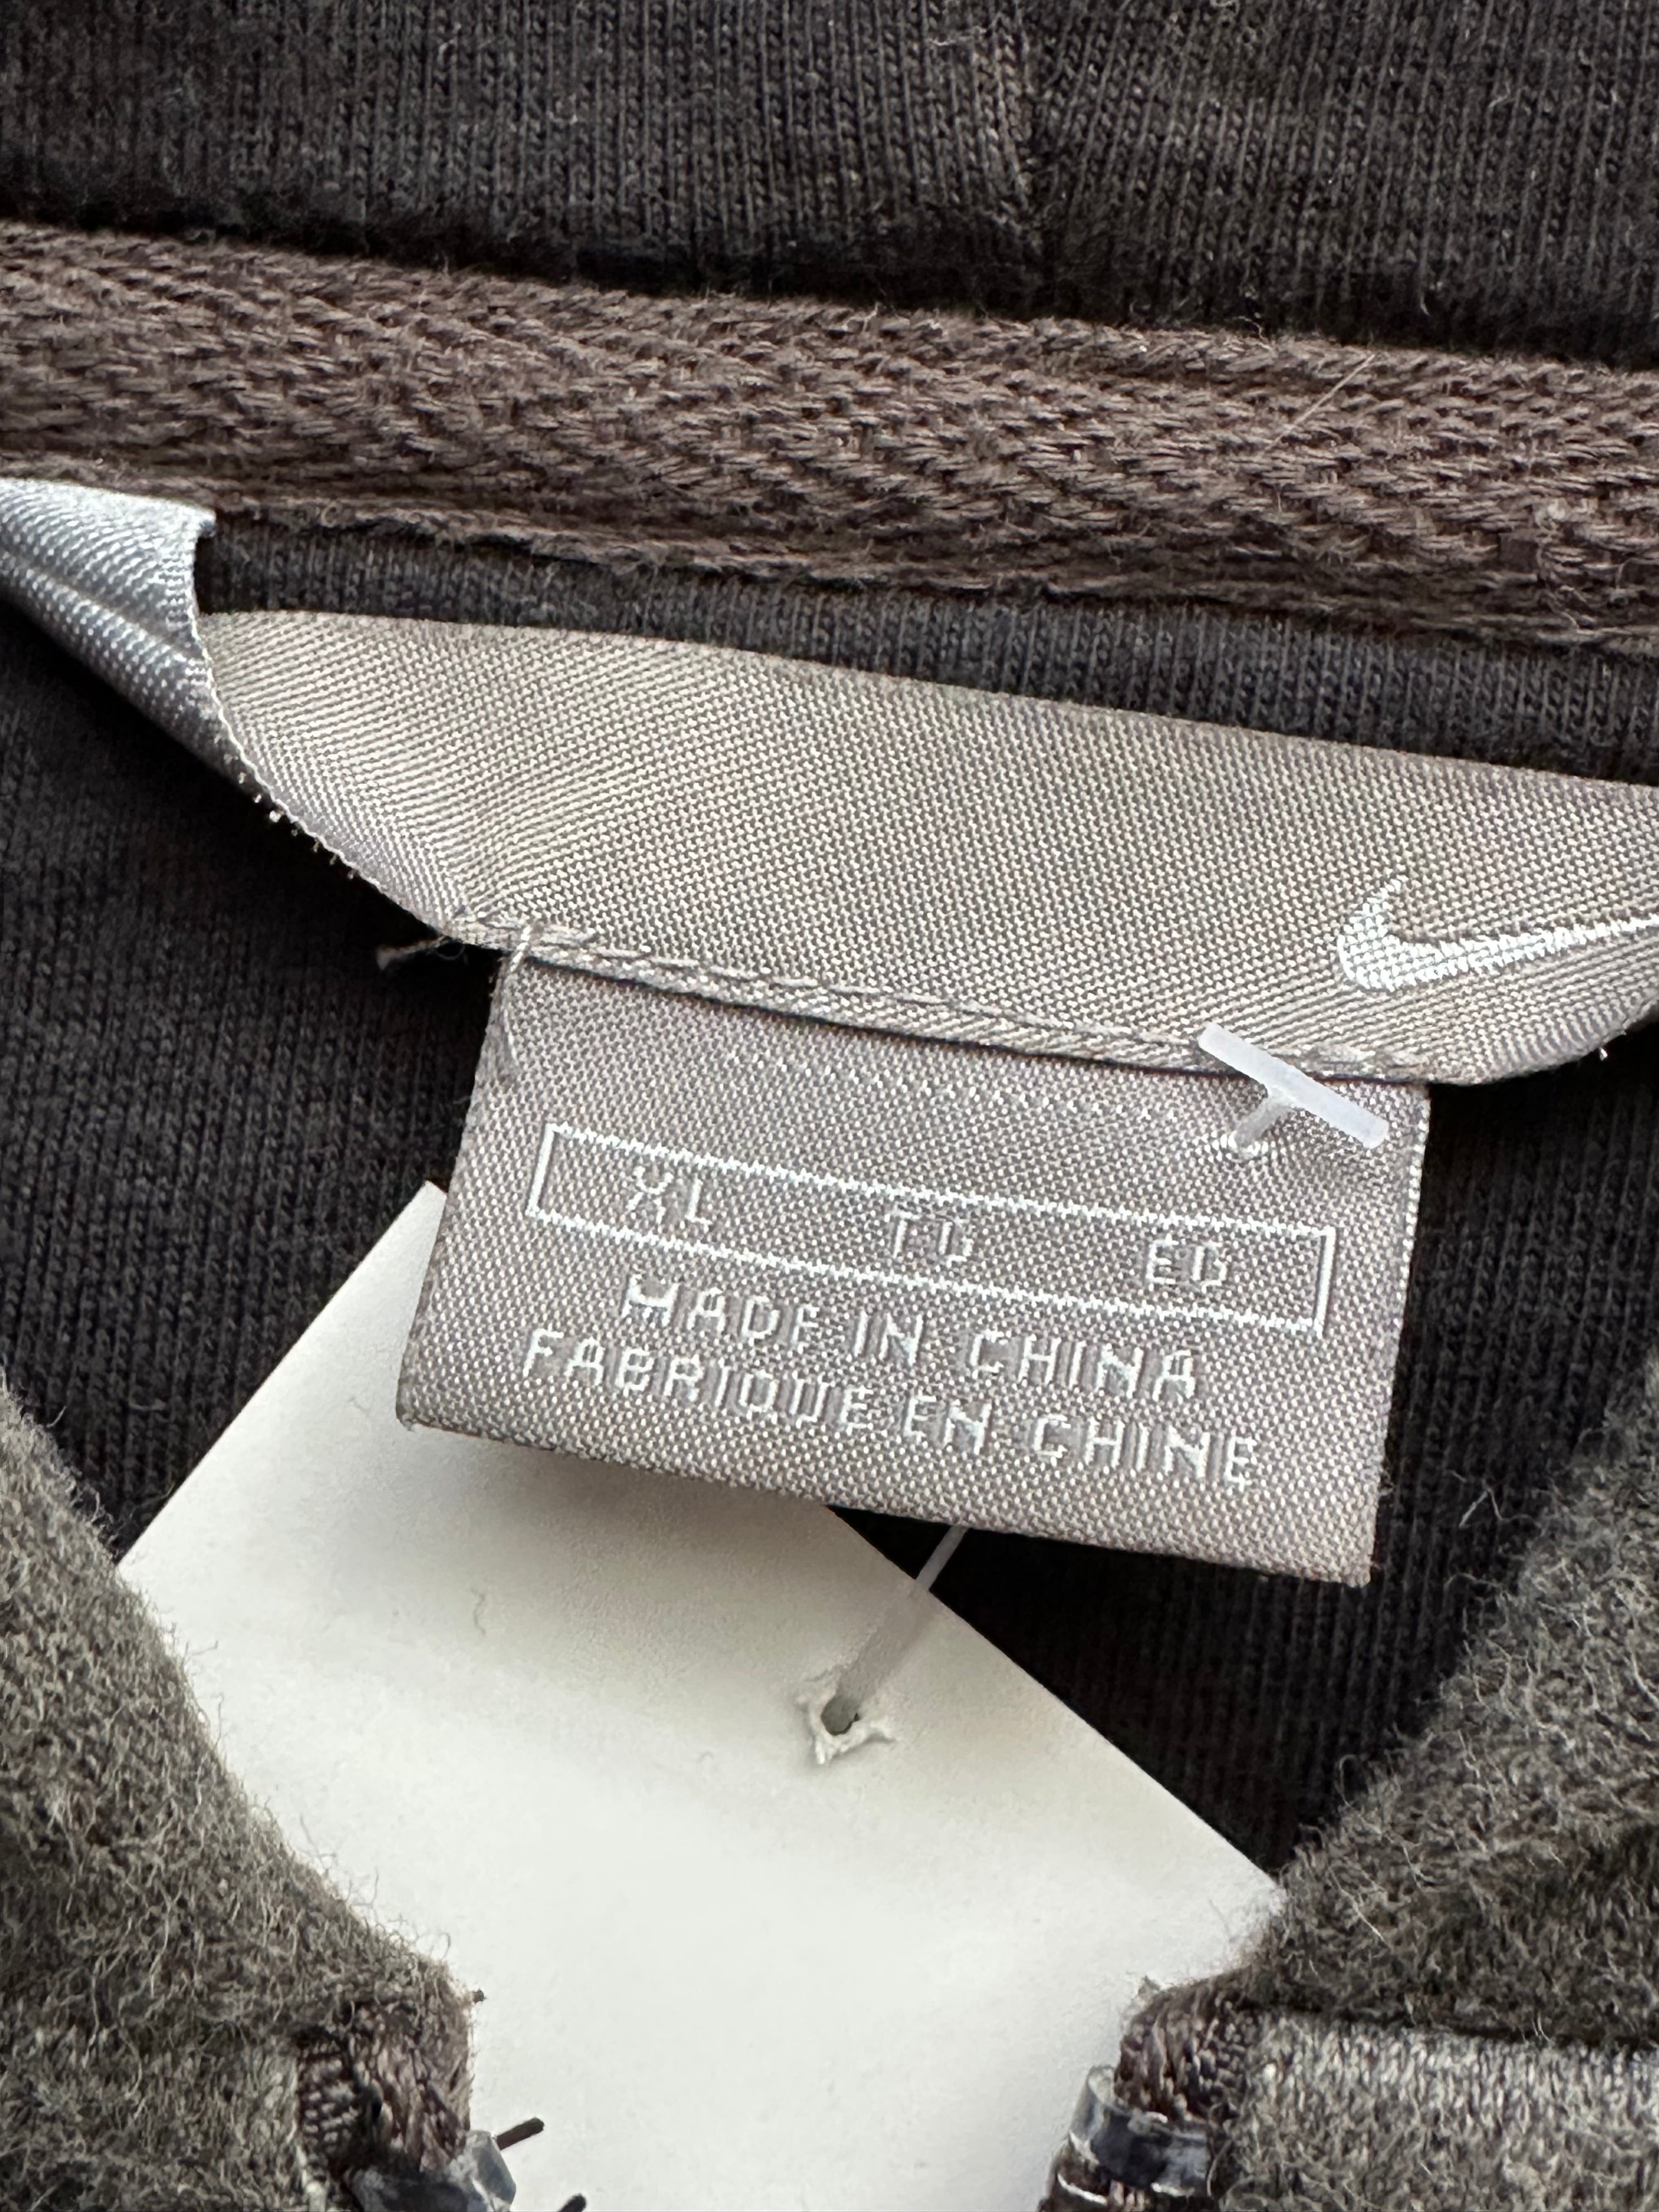 XL TG EG
MADE IN CHINA
FABRIQUE EN CHINE